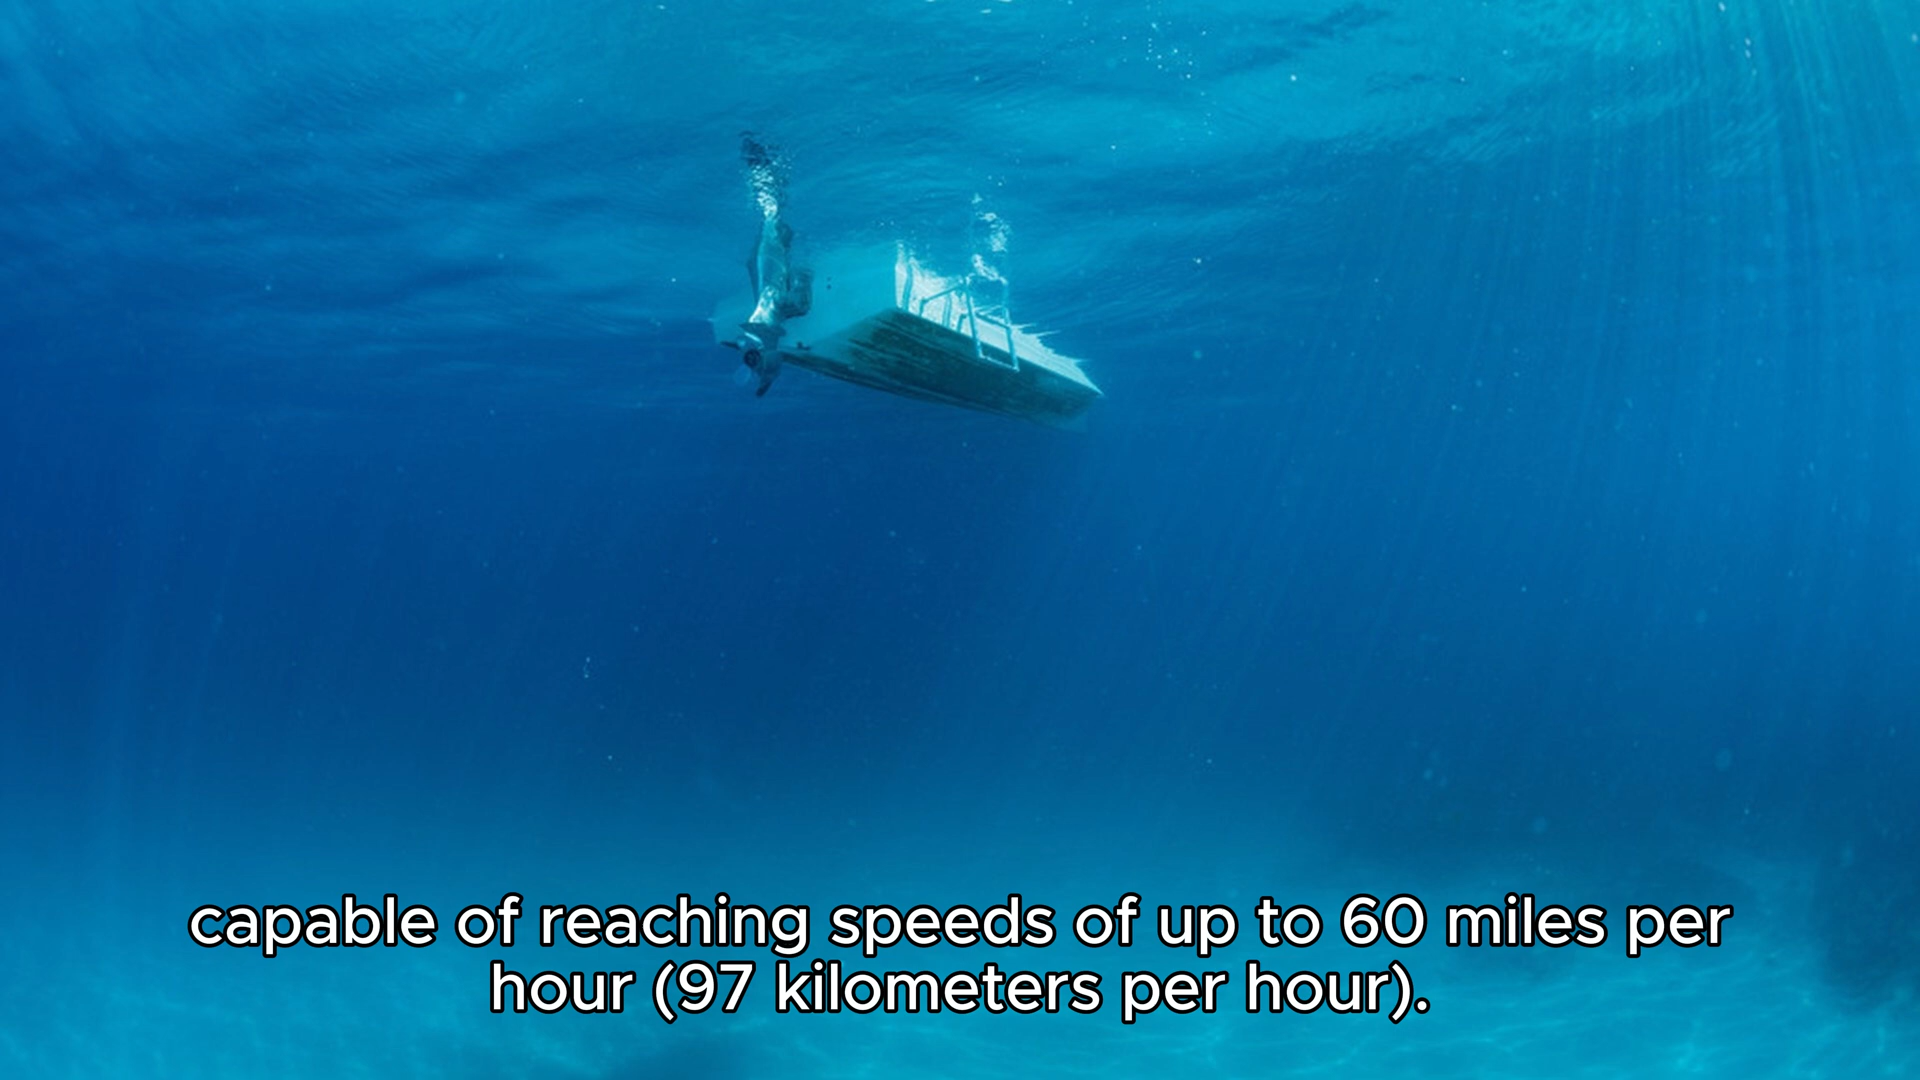 capable of reaching speeds of up to 60 miles per
hour (97 kilometers per hour).